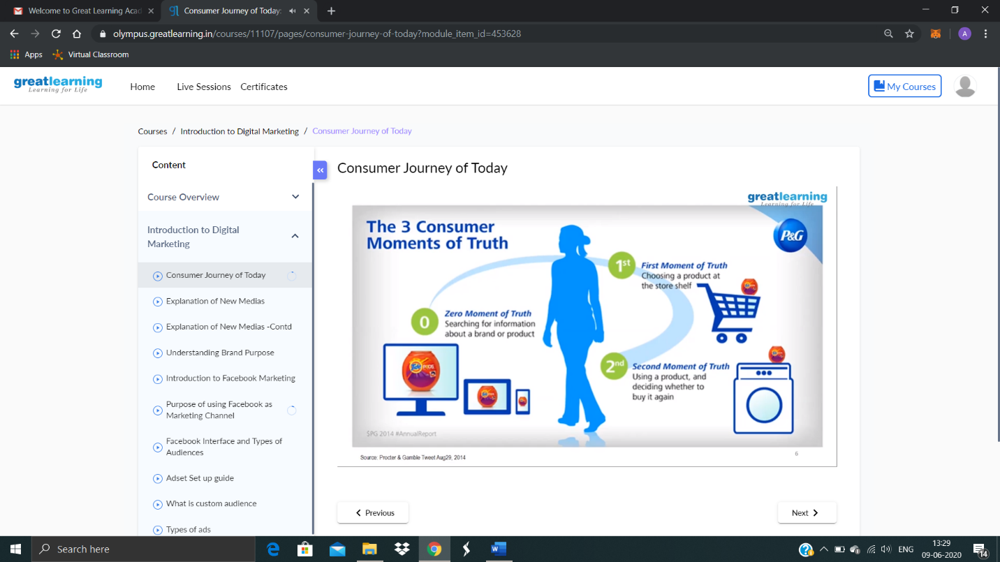 Welcome to Great Learning Acad
Consumer Journey of Today:
olympus.greatlearning.in/courses/11107/pages/consumer-journey-of-today?module_item_id=453628
A
Apps
Virtual Classroom
greatlearning
Learning for Life
Home
Live Sessions
Certificates
My Courses
Courses / Introduction to Digital Marketing / Consumer Journey of Today
Content
Course Overview
Introduction to Digital
Marketing
Consumer Journey of Today
Explanation of New Medias
Explanation of New Medias -Contd
Understanding Brand Purpose
Introduction to Facebook Marketing
Purpose of using Facebook as
Marketing Channel
Facebook Interface and Types of
Audiences
Adset Set up guide
What is custom audience
Types of ads
Consumer Journey of Today
greatlearning
Learning for Life
The 3 Consumer
Moments of Truth
P&G
1st
First Moment of Truth
Choosing a product at
the store shelf
0
Zero Moment of Truth
Searching for information
about a brand or product
Tide PODS
2nd
Second Moment of Truth
Using a product, and
deciding whether to
buy it again
$PG 2014 #AnnualReport
Source: Procter & Gamble Tweet Aug29, 2014
6
Previous
Next
Search here
ENG
13:29
09-06-2020
14